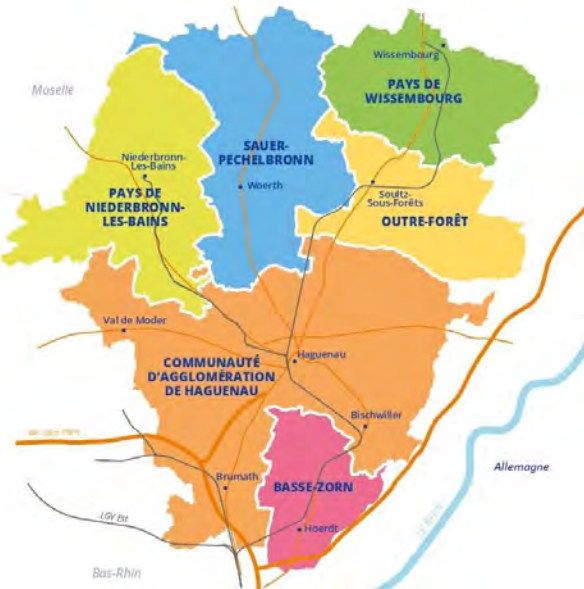 Wissembourg
PAYS DE
WISSEMBOURG
Moselle
SAUER-
PECHELBRONN
Niederbronn-
Les-Bains
Woerth
PAYS DE
NIEDERBRONN-
LES-BAINS
Soultz-
Sous-Forêts
OUTRE-FORÊT
Val de Moder
Haguenau
COMMUNAUTÉ
D'AGGLOMÉRATION
DE HAGUENAU
Bischwiller
Allemagne
Brumath
BASSE-ZORN
LGV Est
Hoerdt
LE RHIN
Bas-Rhin